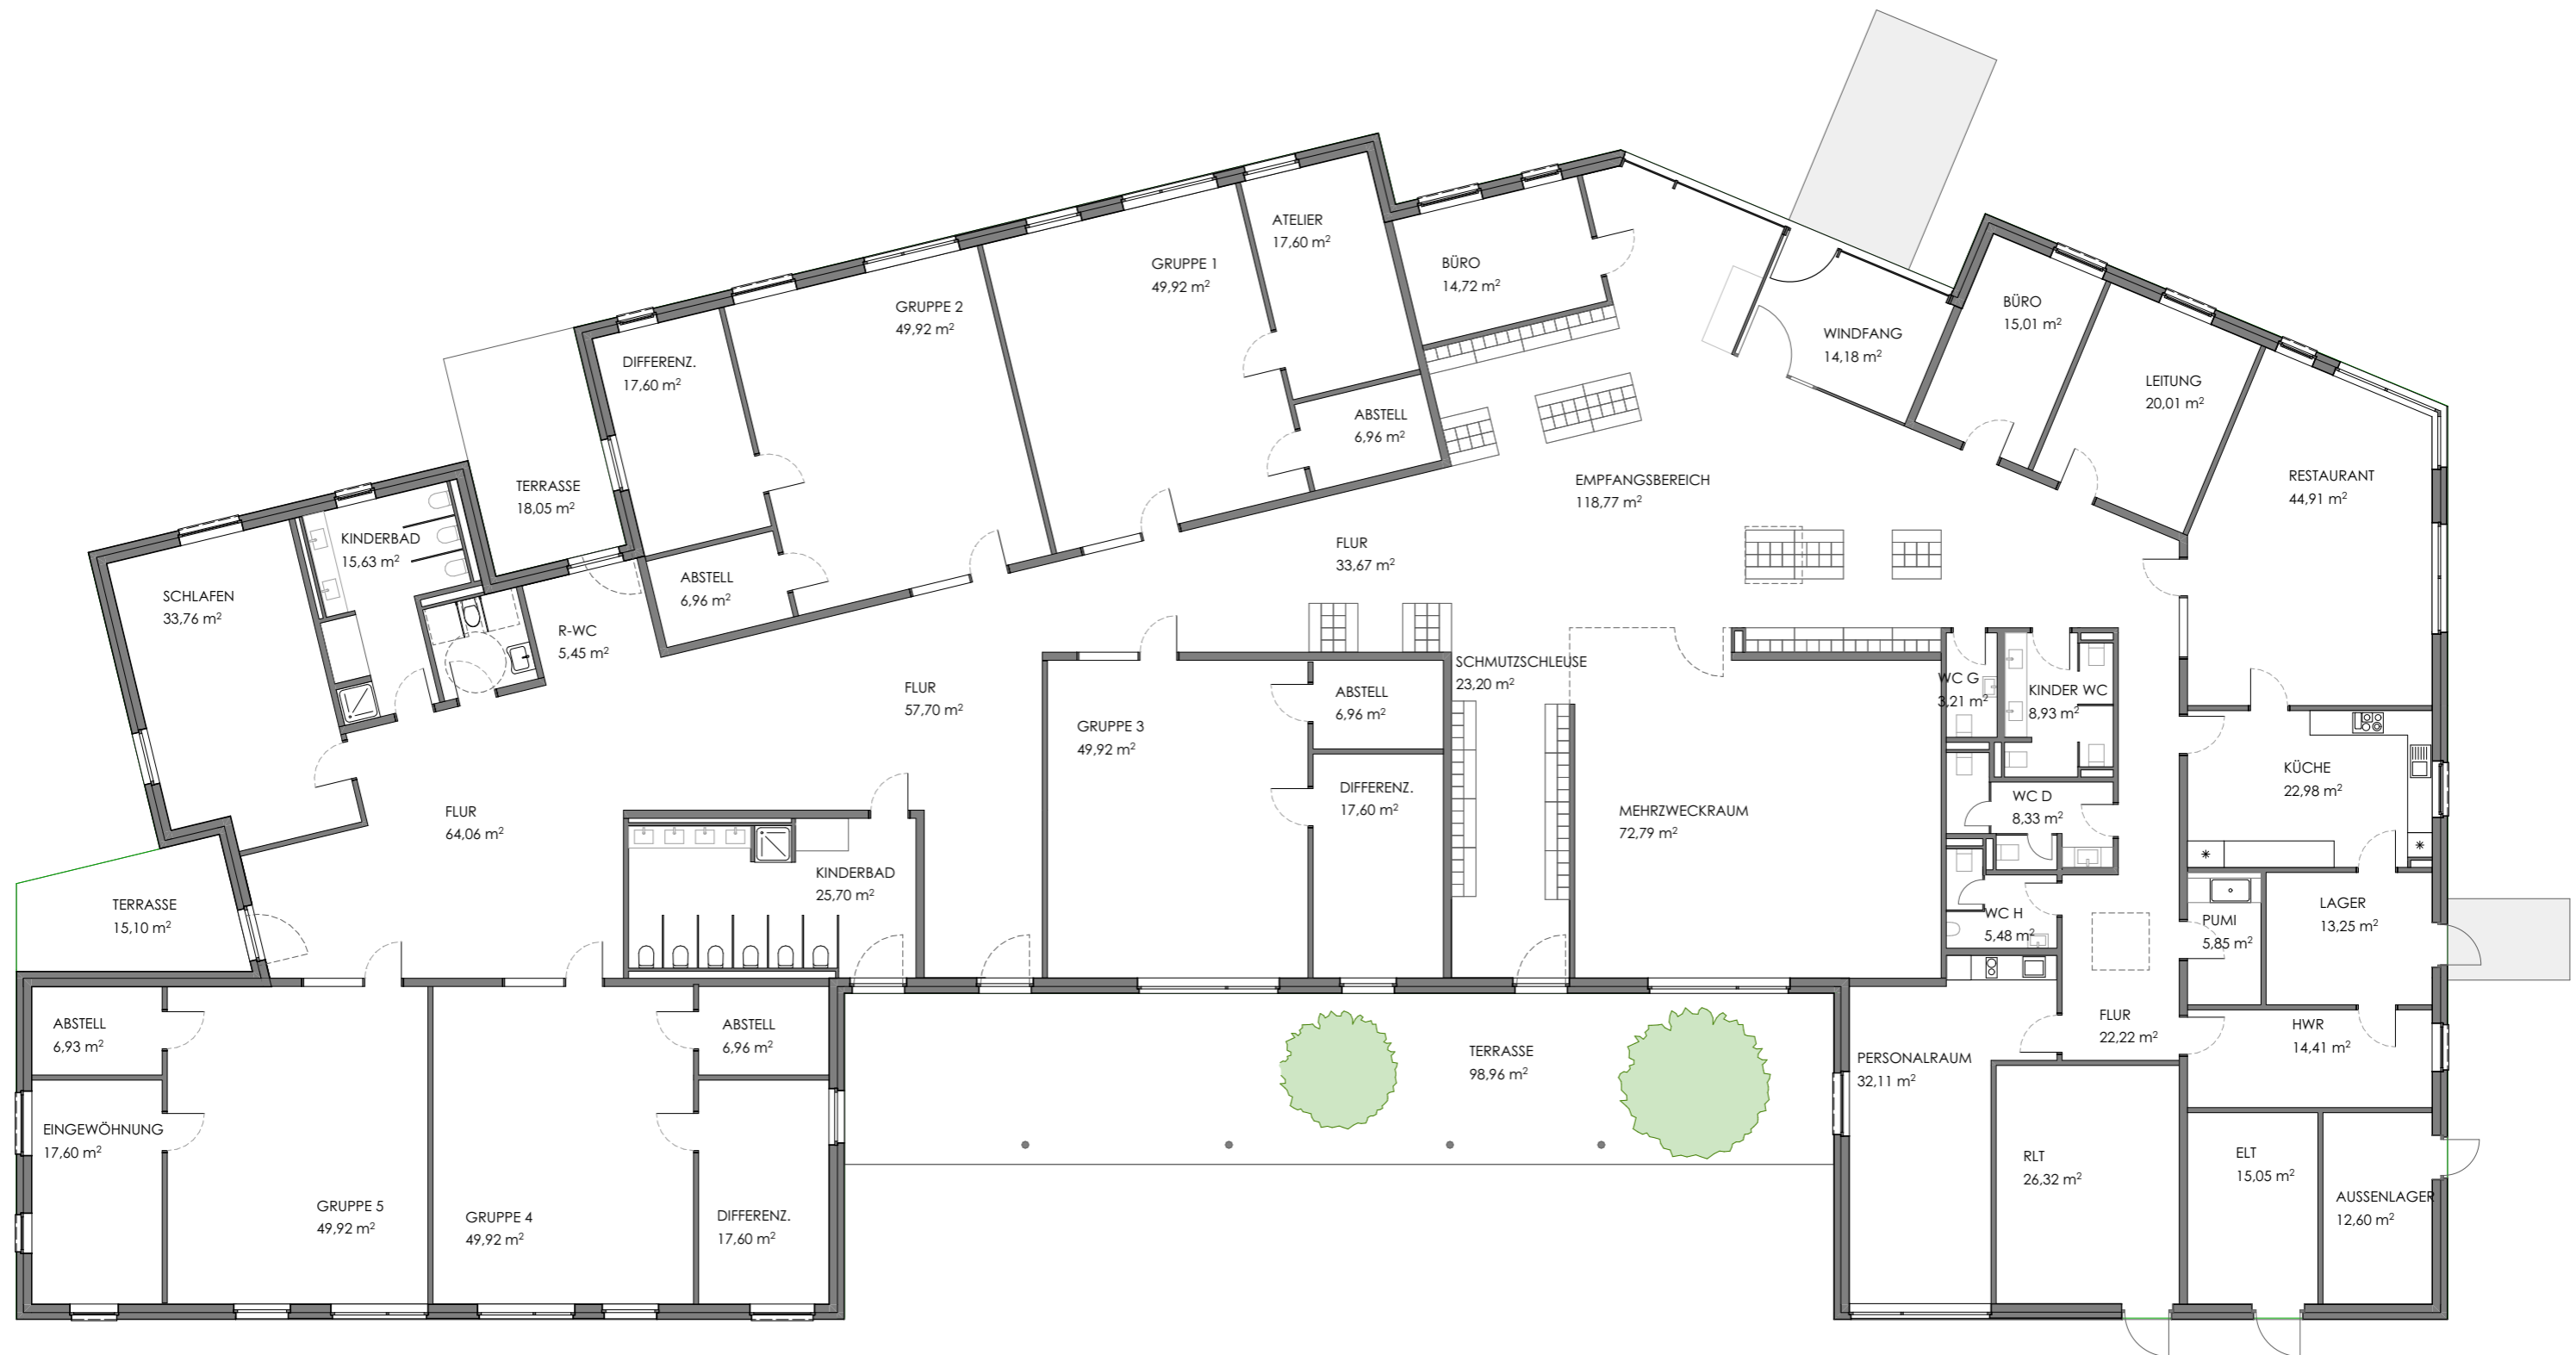 ATELIER
17,60 m²
GRUPPE 1
49,92 m²
BÜRO
14,72 m²
GRUPPE 2
49,92 m²
BÜRO
15,01 m²
WINDFANG
14,18 m²
DIFFERENZ.
17,60 m²
LEITUNG
20,01 m²
ABSTELL
6,96 m²
RESTAURANT
44,91 m²
EMPFANGSBEREICH
118,77 m²
TERRASSE
18,05 m²
KINDERBAD
15,63 m²
FLUR
33,67 m²
ABSTELL
6,96 m²
SCHLAFEN
33,76 m²
R-WC
5,45 m²
SCHMUTZSCHLEUSE
23,20 m²
FLUR
57,70 m²
ABSTELL
6,96 m²
WC G
3,21 m²
KINDER WC
8,93 m²
GRUPPE 3
49,92 m²
KÜCHE
22,98 m²
DIFFERENZ.
17,60 m²
WC D
8,33 m²
FLUR
64,06 m²
MEHRZWECKRAUM
72,79 m²
KINDERBAD
25,70 m²
TERRASSE
15,10 m²
LAGER
13,25 m²
WC H
5,48 m²
PUMI
5,85 m²
ABSTELL
6,93 m²
ABSTELL
6,96 m²
FLUR
22,22 m²
HWR
14,41 m²
TERRASSE
98,96 m²
PERSONALRAUM
32,11 m²
EINGEWÖHNUNG
17,60 m²
RLT
26,32 m²
ELT
15,05 m²
AUSSENLAGER
12,60 m²
GRUPPE 5
49,92 m²
GRUPPE 4
49,92 m²
DIFFERENZ.
17,60 m²